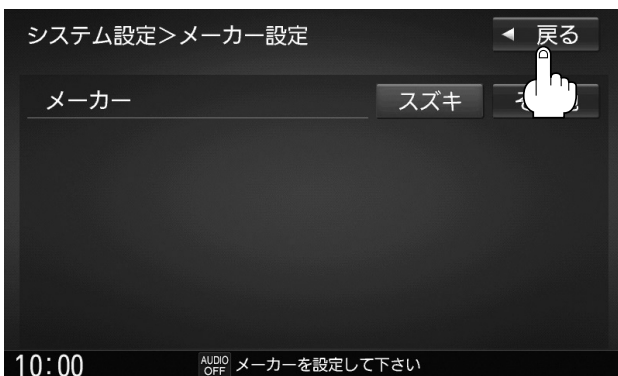 システム設定＞メーカー設定
◀ 戻る
メーカー
スズキ
10:00
AUDIO OFF
メーカーを設定して下さい